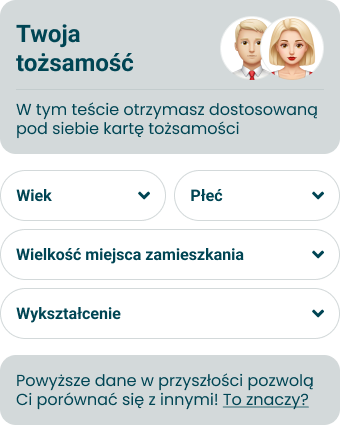 Twoja
tożsamość
W tym teście otrzymasz dostosowaną
pod siebie kartę tożsamości
Wiek
Płeć
Wielkość miejsca zamieszkania
Wykształcenie
Powyższe dane w przyszłości pozwolą
Ci porównać się z innymi! To znaczy?